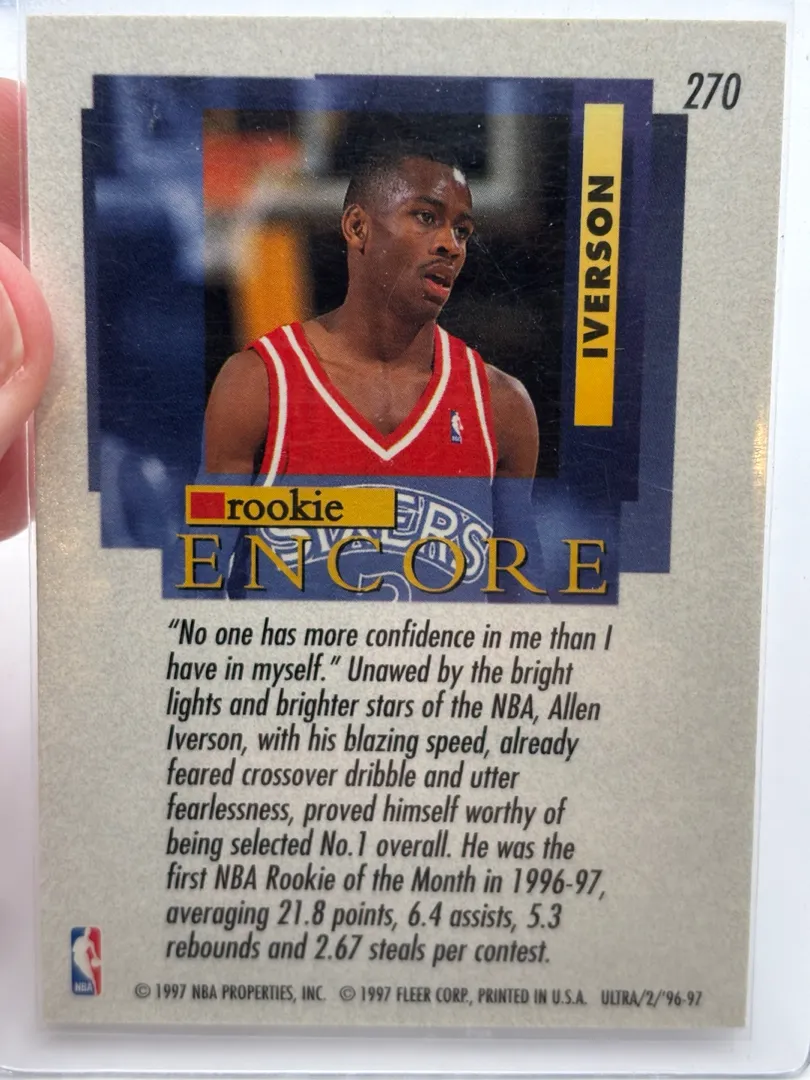 270
IVERSON
rookie
SIXERS
ENCORE
3
"No one has more confidence in me than I
have in myself." Unawed by the bright
lights and brighter stars of the NBA, Allen
Iverson, with his blazing speed, already
feared crossover dribble and utter
fearlessness, proved himself worthy of
being selected No.1 overall. He was the
first NBA Rookie of the Month in 1996-97,
averaging 21.8 points, 6.4 assists, 5.3
rebounds and 2.67 steals per contest.
NBA
© 1997 NBA PROPERTIES, INC. © 1997 FLEER CORP., PRINTED IN U.S.A. ULTRA/2/'96-97